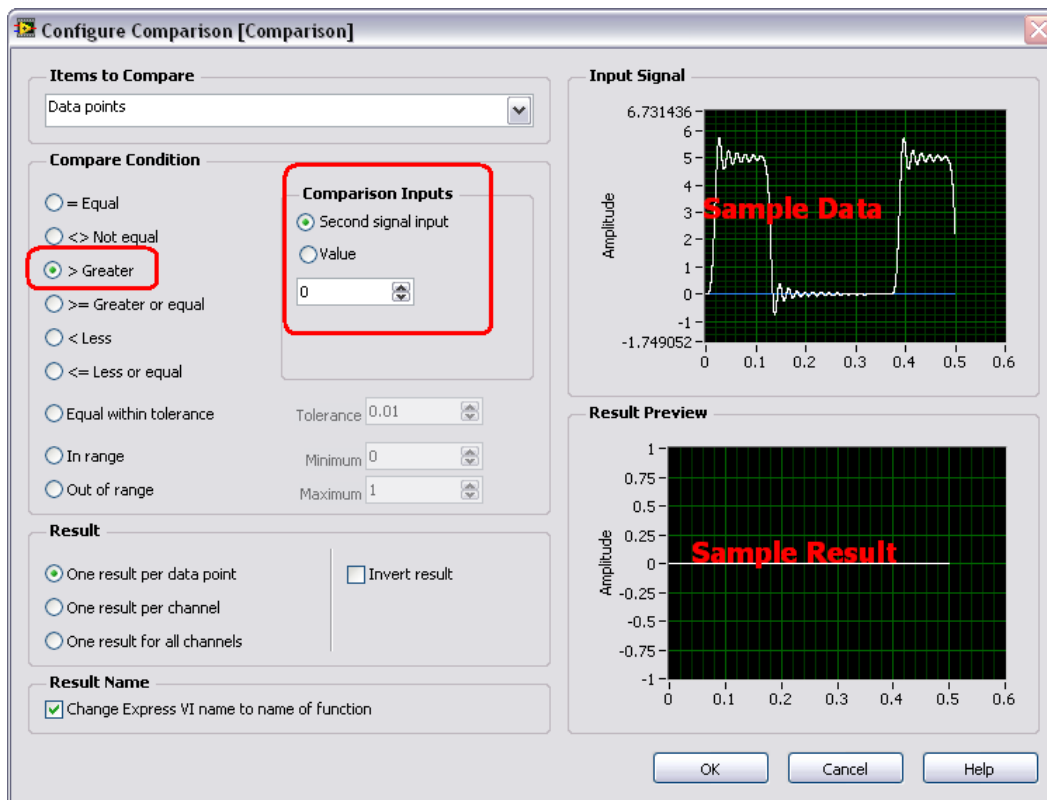 Configure Comparison [Comparison]
Items to Compare
Data points
Compare Condition
= Equal
<> Not equal
> Greater
>= Greater or equal
< Less
<= Less or equal
Equal within tolerance
In range
Out of range
Comparison Inputs
Second signal input
Value
0
Tolerance 0.01
Minimum 0
Maximum 1
Result
One result per data point
One result per channel
One result for all channels
Invert result
Result Name
Change Express VI name to name of function
Input Signal
6.731436
6
5
4
3
2
1
0
-1
-1.749052
Amplitude
Sample Data
0 0.1 0.2 0.3 0.4 0.5 0.6
Result Preview
1
0.75
0.5
0.25
0
-0.25
-0.5
-0.75
-1
Amplitude
Sample Result
0 0.1 0.2 0.3 0.4 0.5 0.6
OK Cancel Help